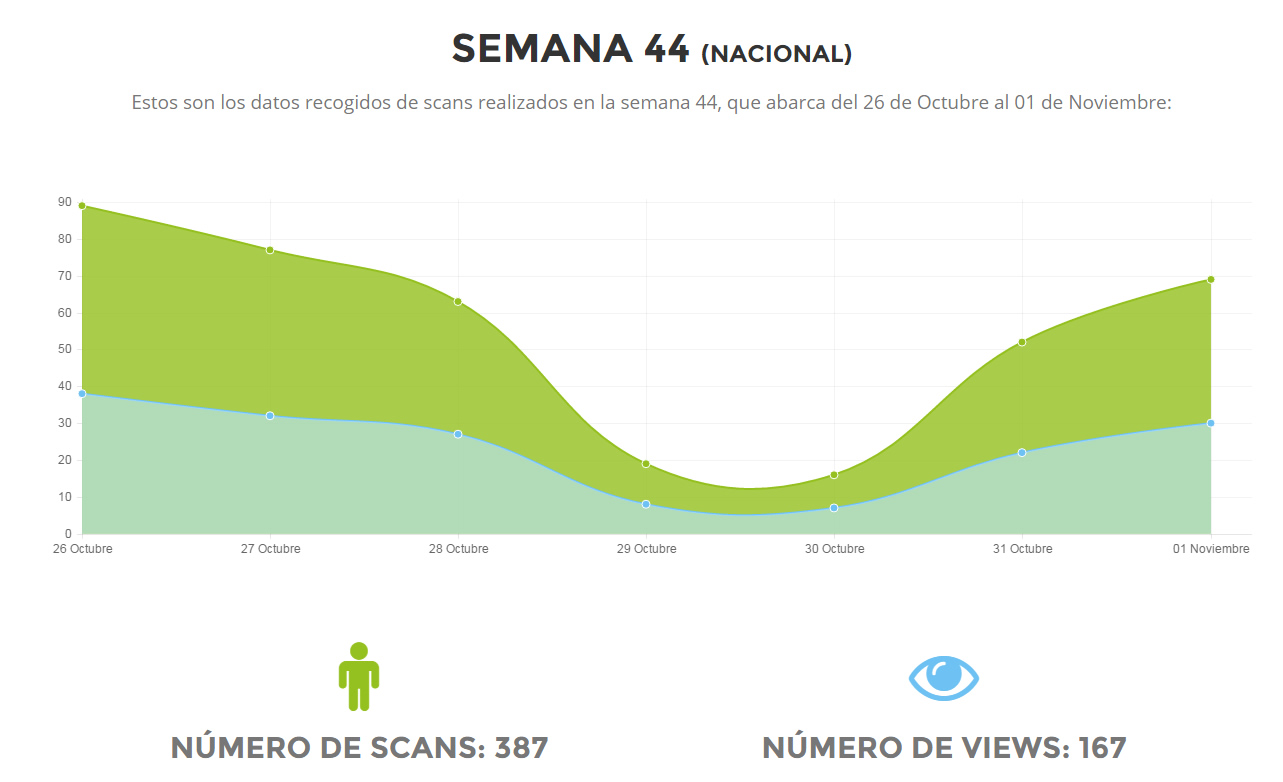 SEMANA 44 (NACIONAL)
Estos son los datos recogidos de scans realizados en la semana 44, que abarca del 26 de Octubre al 01 de Noviembre:
90
80
70
60
50
40
30
20
10
0
26 Octubre 27 Octubre 28 Octubre 29 Octubre 30 Octubre 31 Octubre 01 Noviembre
NÚMERO DE SCANS: 387 NÚMERO DE VIEWS: 167